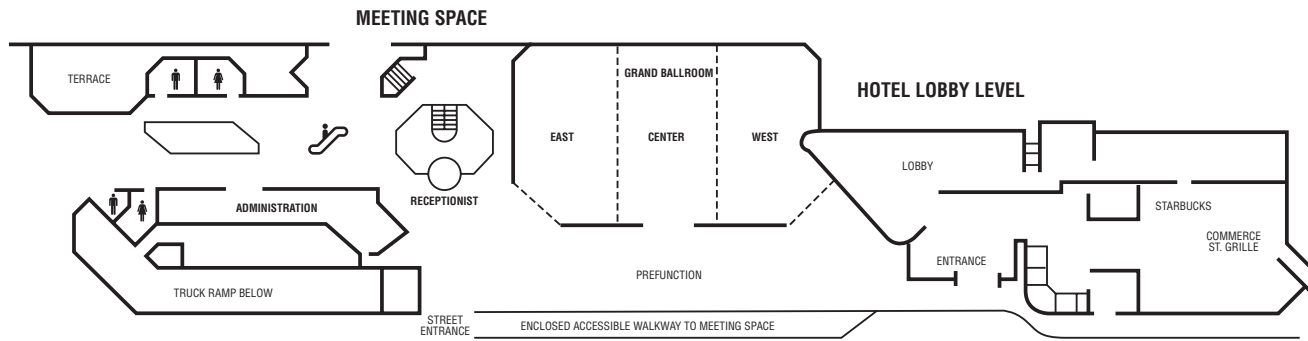 MEETING SPACE
TERRACE
GRAND BALLROOM
HOTEL LOBBY LEVEL
EAST
CENTER
WEST
LOBBY
RECEPTIONIST
ADMINISTRATION
STARBUCKS
COMMERCE
ST. GRILLE
ENTRANCE
PREFUNCTION
TRUCK RAMP BELOW
STREET
ENTRANCE
ENCLOSED ACCESSIBLE WALKWAY TO MEETING SPACE